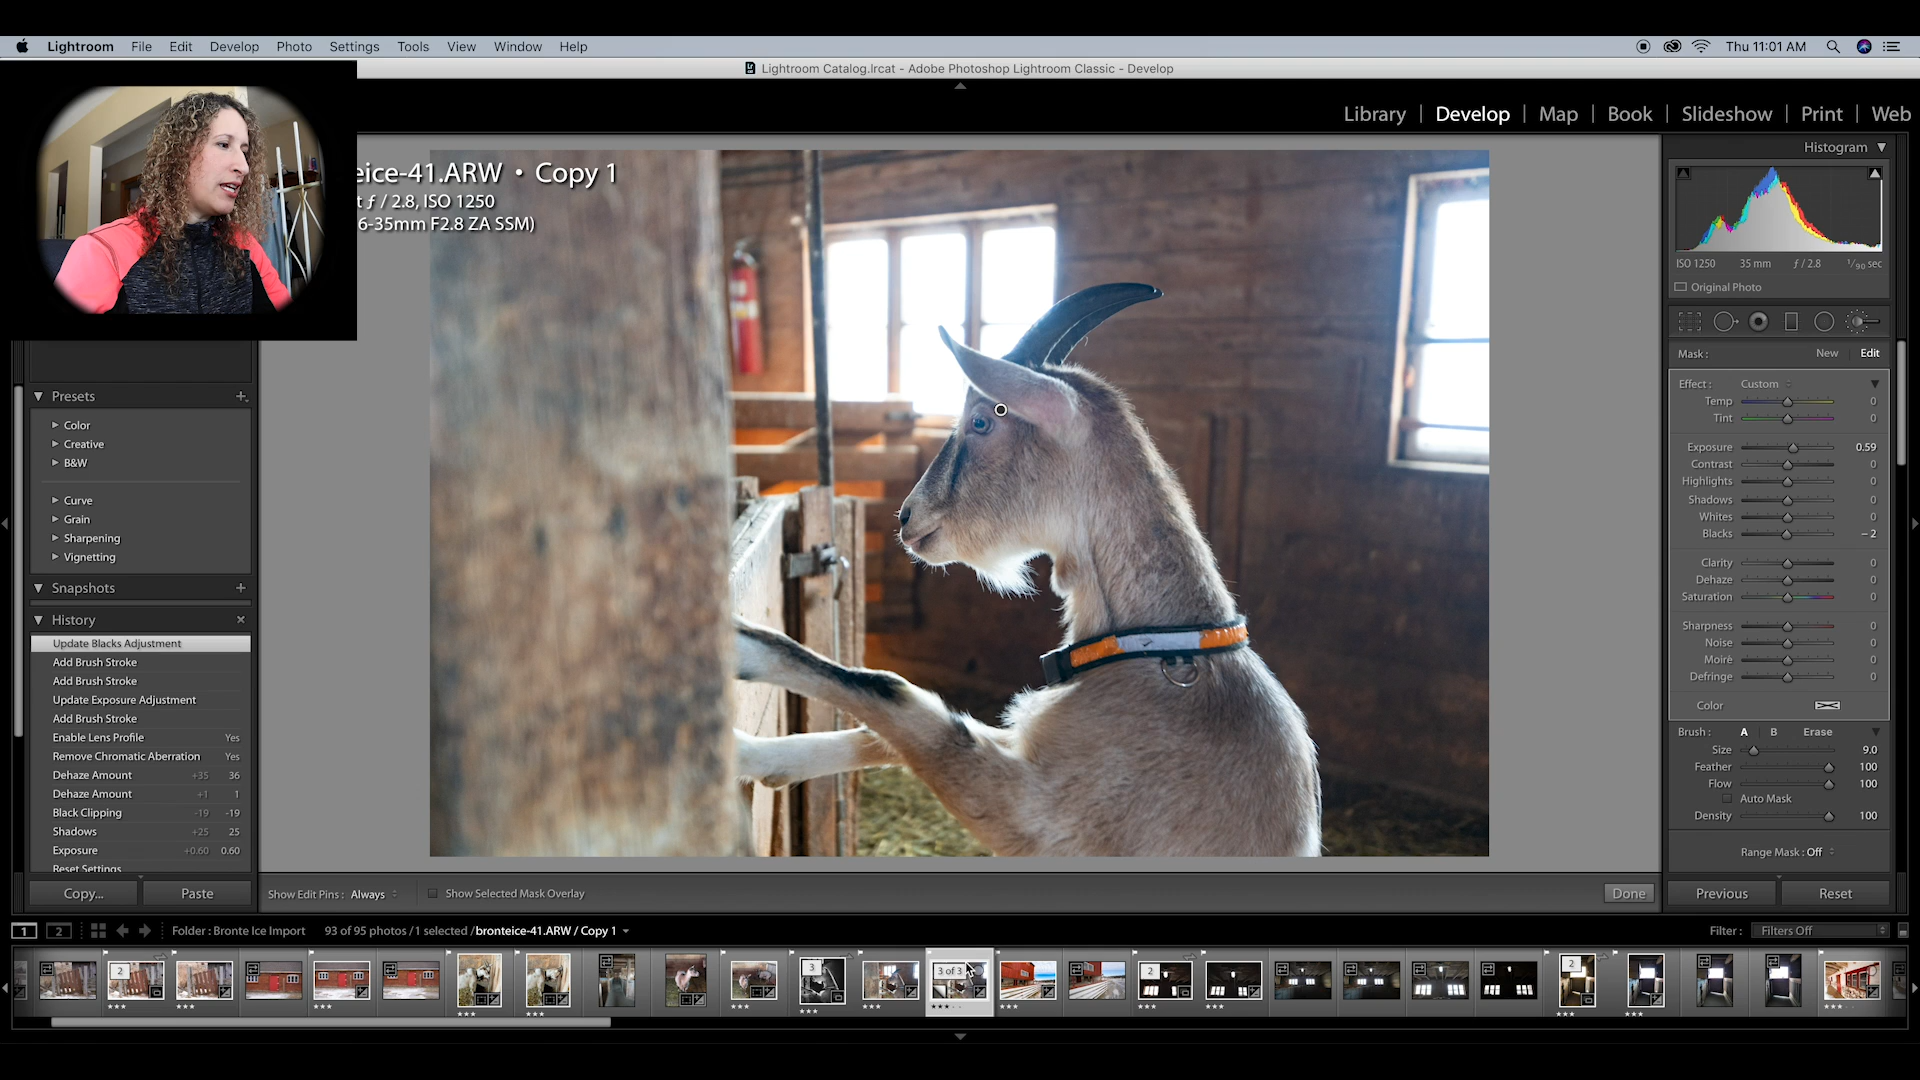 Lightroom File Edit Develop Photo Settings Tools View Window Help Thu 11:01 AM
Lightroom Catalog.lrcat - Adobe Photoshop Lightroom Classic - Develop
Library | Develop | Map | Book | Slideshow | Print | Web
eice-41.ARW • Copy 1
f / 2.8, ISO 1250
6-35mm F2.8 ZA SSM)
Histogram
ISO 1250 35 mm ƒ / 2.8 1/90 sec
Original Photo
Mask : New Edit
Effect : Custom
Temp 0
Tint 0
Exposure 0.59
Contrast 0
Highlights 0
Shadows 0
Whites 0
Blacks – 2
Clarity 0
Dehaze 0
Saturation 0
Sharpness 0
Noise 0
Moiré 0
Defringe 0
Color
Brush : A B Erase
Size 9.0
Feather 100
Flow 100
Auto Mask
Density 100
Range Mask : Off
Previous Reset
Presets
Color
Creative
B&W
Curve
Grain
Sharpening
Vignetting
Snapshots
History
Update Blacks Adjustment
Add Brush Stroke
Add Brush Stroke
Update Exposure Adjustment
Add Brush Stroke
Enable Lens Profile Yes
Remove Chromatic Aberration Yes
Dehaze Amount +35 36
Dehaze Amount +1 1
Black Clipping -19 -19
Shadows +25 25
Exposure +0.60 0.60
Reset Settings
Copy... Paste
Show Edit Pins : Always Show Selected Mask Overlay Done
1 2 Folder : Bronte Ice Import 93 of 95 photos / 1 selected / bronteice-41.ARW / Copy 1 Filter : Filters Off
2 3 3 of 3 2 2